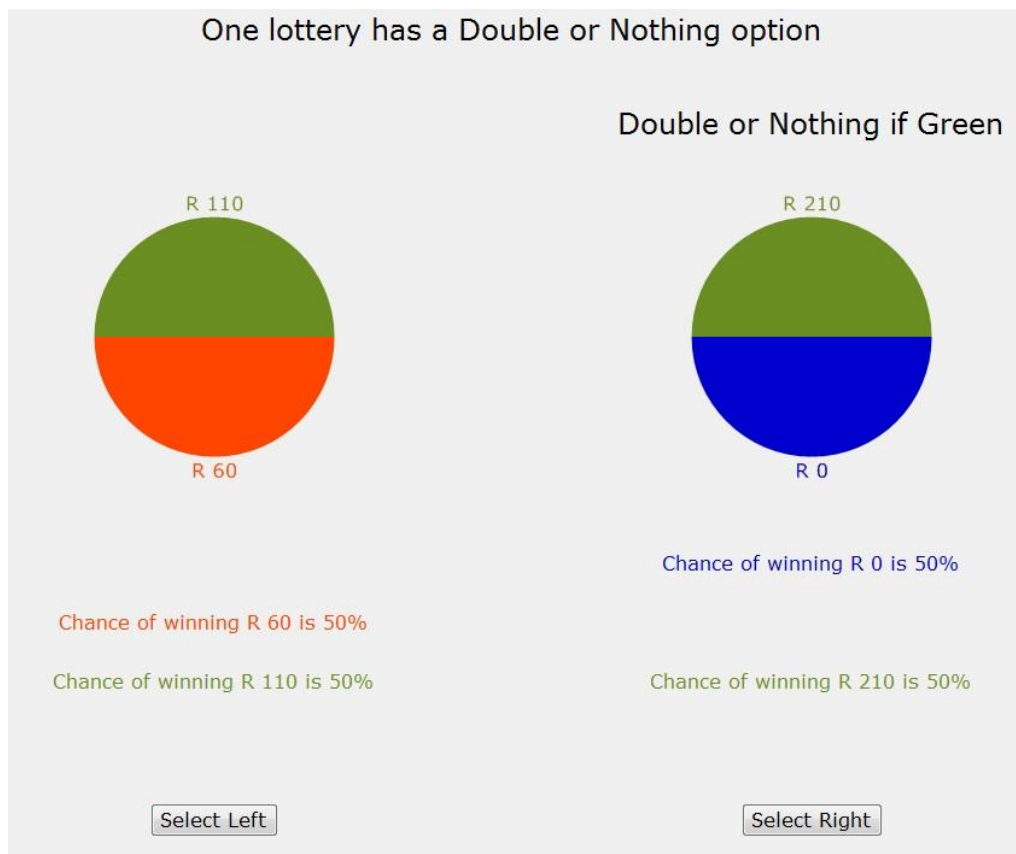 One lottery has a Double or Nothing option
Double or Nothing if Green
R 110
R 210
R 60
R 0
Chance of winning R 0 is 50%
Chance of winning R 60 is 50%
Chance of winning R 110 is 50%
Chance of winning R 210 is 50%
Select Left
Select Right